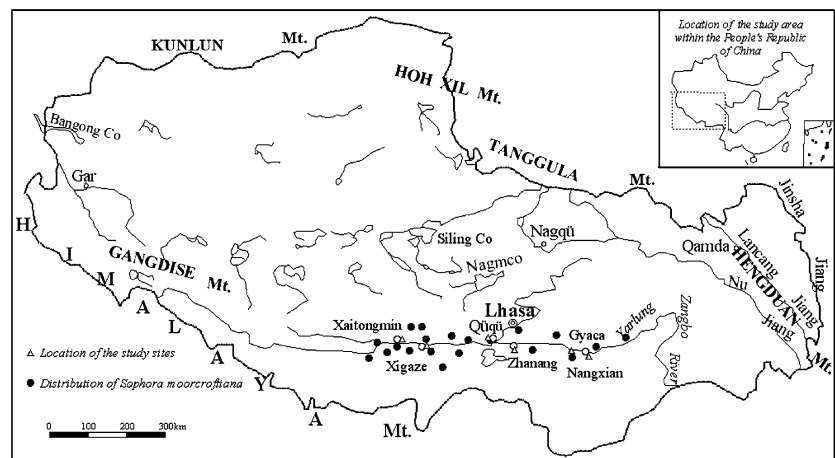 Location of the study area
within the People's Republic
of China
KUNLUN Mt.
HOH XIL Mt.
Bangong Co
TANGGULA Mt.
Gar
Jinsha Jiang
H I M A L A Y A Mt.
Siling Co
Nagqü
Qamda
Lancang Jiang
HENGDUAN Mt.
GANGDISE Mt.
Nagmco
Nu Jiang
Lhasa
Xaitongmin
Qüqü
Gyaca
Yarlung Zangbo River
Xigaze
Zhanang
Nangxian
Location of the study sites
Distribution of Sophora moorcroftiana
0 100 200 300km